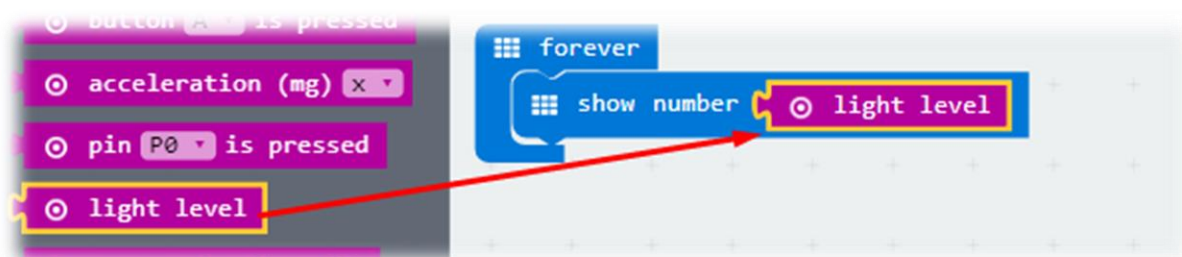 button A is pressed
acceleration (mg) x
pin P0 is pressed
light level
forever
show number light level